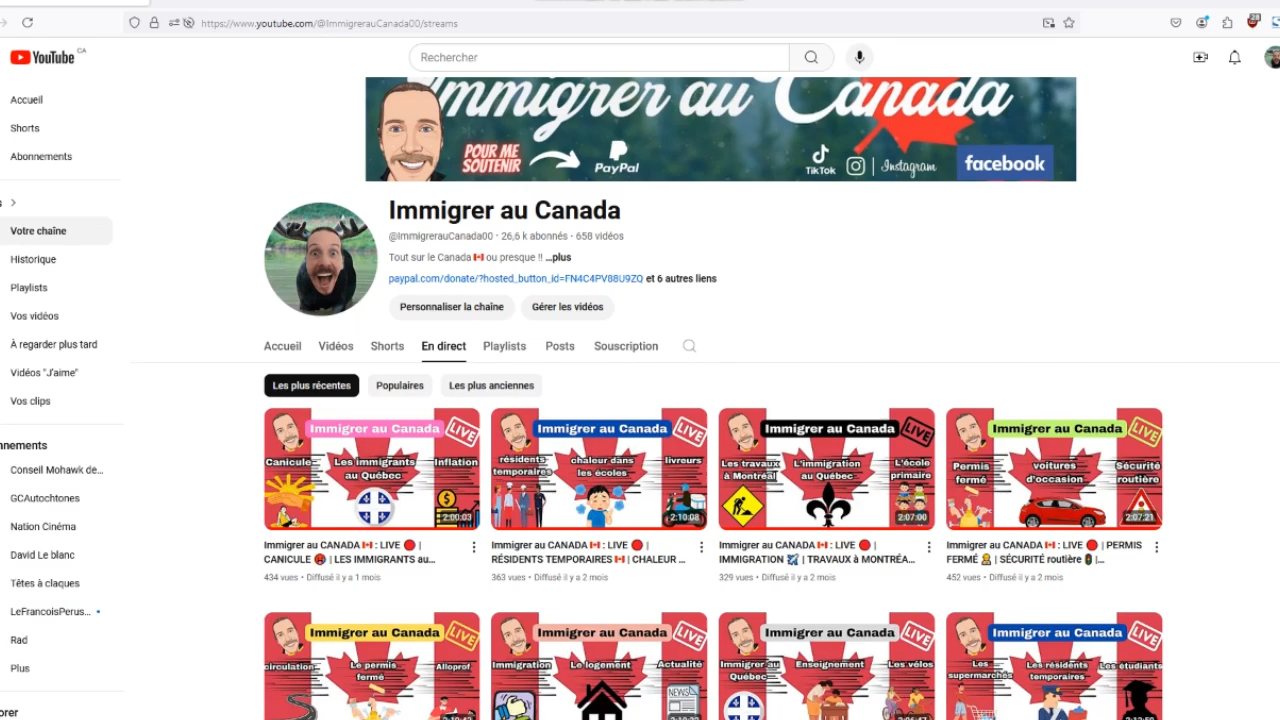 https://www.youtube.com/@ImmigrerauCanada00/streams
28
YouTube CA
Rechercher
Accueil
Shorts
Abonnements
Votre chaîne
Historique
Playlists
Vos vidéos
À regarder plus tard
Vidéos "J'aime"
Vos clips
nnements
Conseil Mohawk de...
GCAutochtones
Nation Cinéma
David Le blanc
Têtes à claques
LeFrancoisPerus...
Rad
Plus
orer
Immigrer au Canada
POUR ME
SOUTENIR
PayPal
TikTok
Instagram
facebook
Immigrer au Canada
@ImmigrerauCanada00 · 26,6 k abonnés · 658 vidéos
Tout sur le Canada 🇨🇦 ou presque !! ...plus
paypal.com/donate/?hosted_button_id=FN4C4PV88U9ZQ et 6 autres liens
Personnaliser la chaîne
Gérer les vidéos
Accueil
Vidéos
Shorts
En direct
Playlists
Posts
Souscription
Les plus récentes
Populaires
Les plus anciennes
Immigrer au Canada
LIVE
Canicule
Les immigrants
au Québec
Inflation
2:00:03
Immigrer au CANADA 🇨🇦 : LIVE 🔴 |
CANICULE 🥵 | LES IMMIGRANTS au...
434 vues · Diffusé il y a 1 mois
Immigrer au Canada
LIVE
résidents
temporaires
chaleur dans
les écoles
livreurs
2:10:08
Immigrer au CANADA 🇨🇦 : LIVE 🔴 |
RÉSIDENTS TEMPORAIRES 🇨🇦 | CHALEUR ...
363 vues · Diffusé il y a 2 mois
Immigrer au Canada
LIVE
Les travaux
à Montréal
L'immigration
au Québec
L'école
primaire
2:07:00
Immigrer au CANADA 🇨🇦 : LIVE 🔴 |
IMMIGRATION ✈️ | TRAVAUX à MONTRÉA...
329 vues · Diffusé il y a 2 mois
Immigrer au Canada
LIVE
Permis
fermé
voitures
d'occasion
Sécurité
routière
2:07:21
Immigrer au CANADA 🇨🇦 : LIVE 🔴 | PERMIS
FERMÉ 👷 | SÉCURITÉ routière 🚦 |...
452 vues · Diffusé il y a 2 mois
Immigrer au Canada
LIVE
circulation
Le permis
fermé
Alloprof
Immigrer au Canada
LIVE
Immigration
Le logement
Actualité
NEWS
Immigrer au Canada
LIVE
Immigrer au
Québec
Enseignement
Les vélos
Immigrer au Canada
LIVE
Les
supermarchés
Les résidents
temporaires
Les étudiants